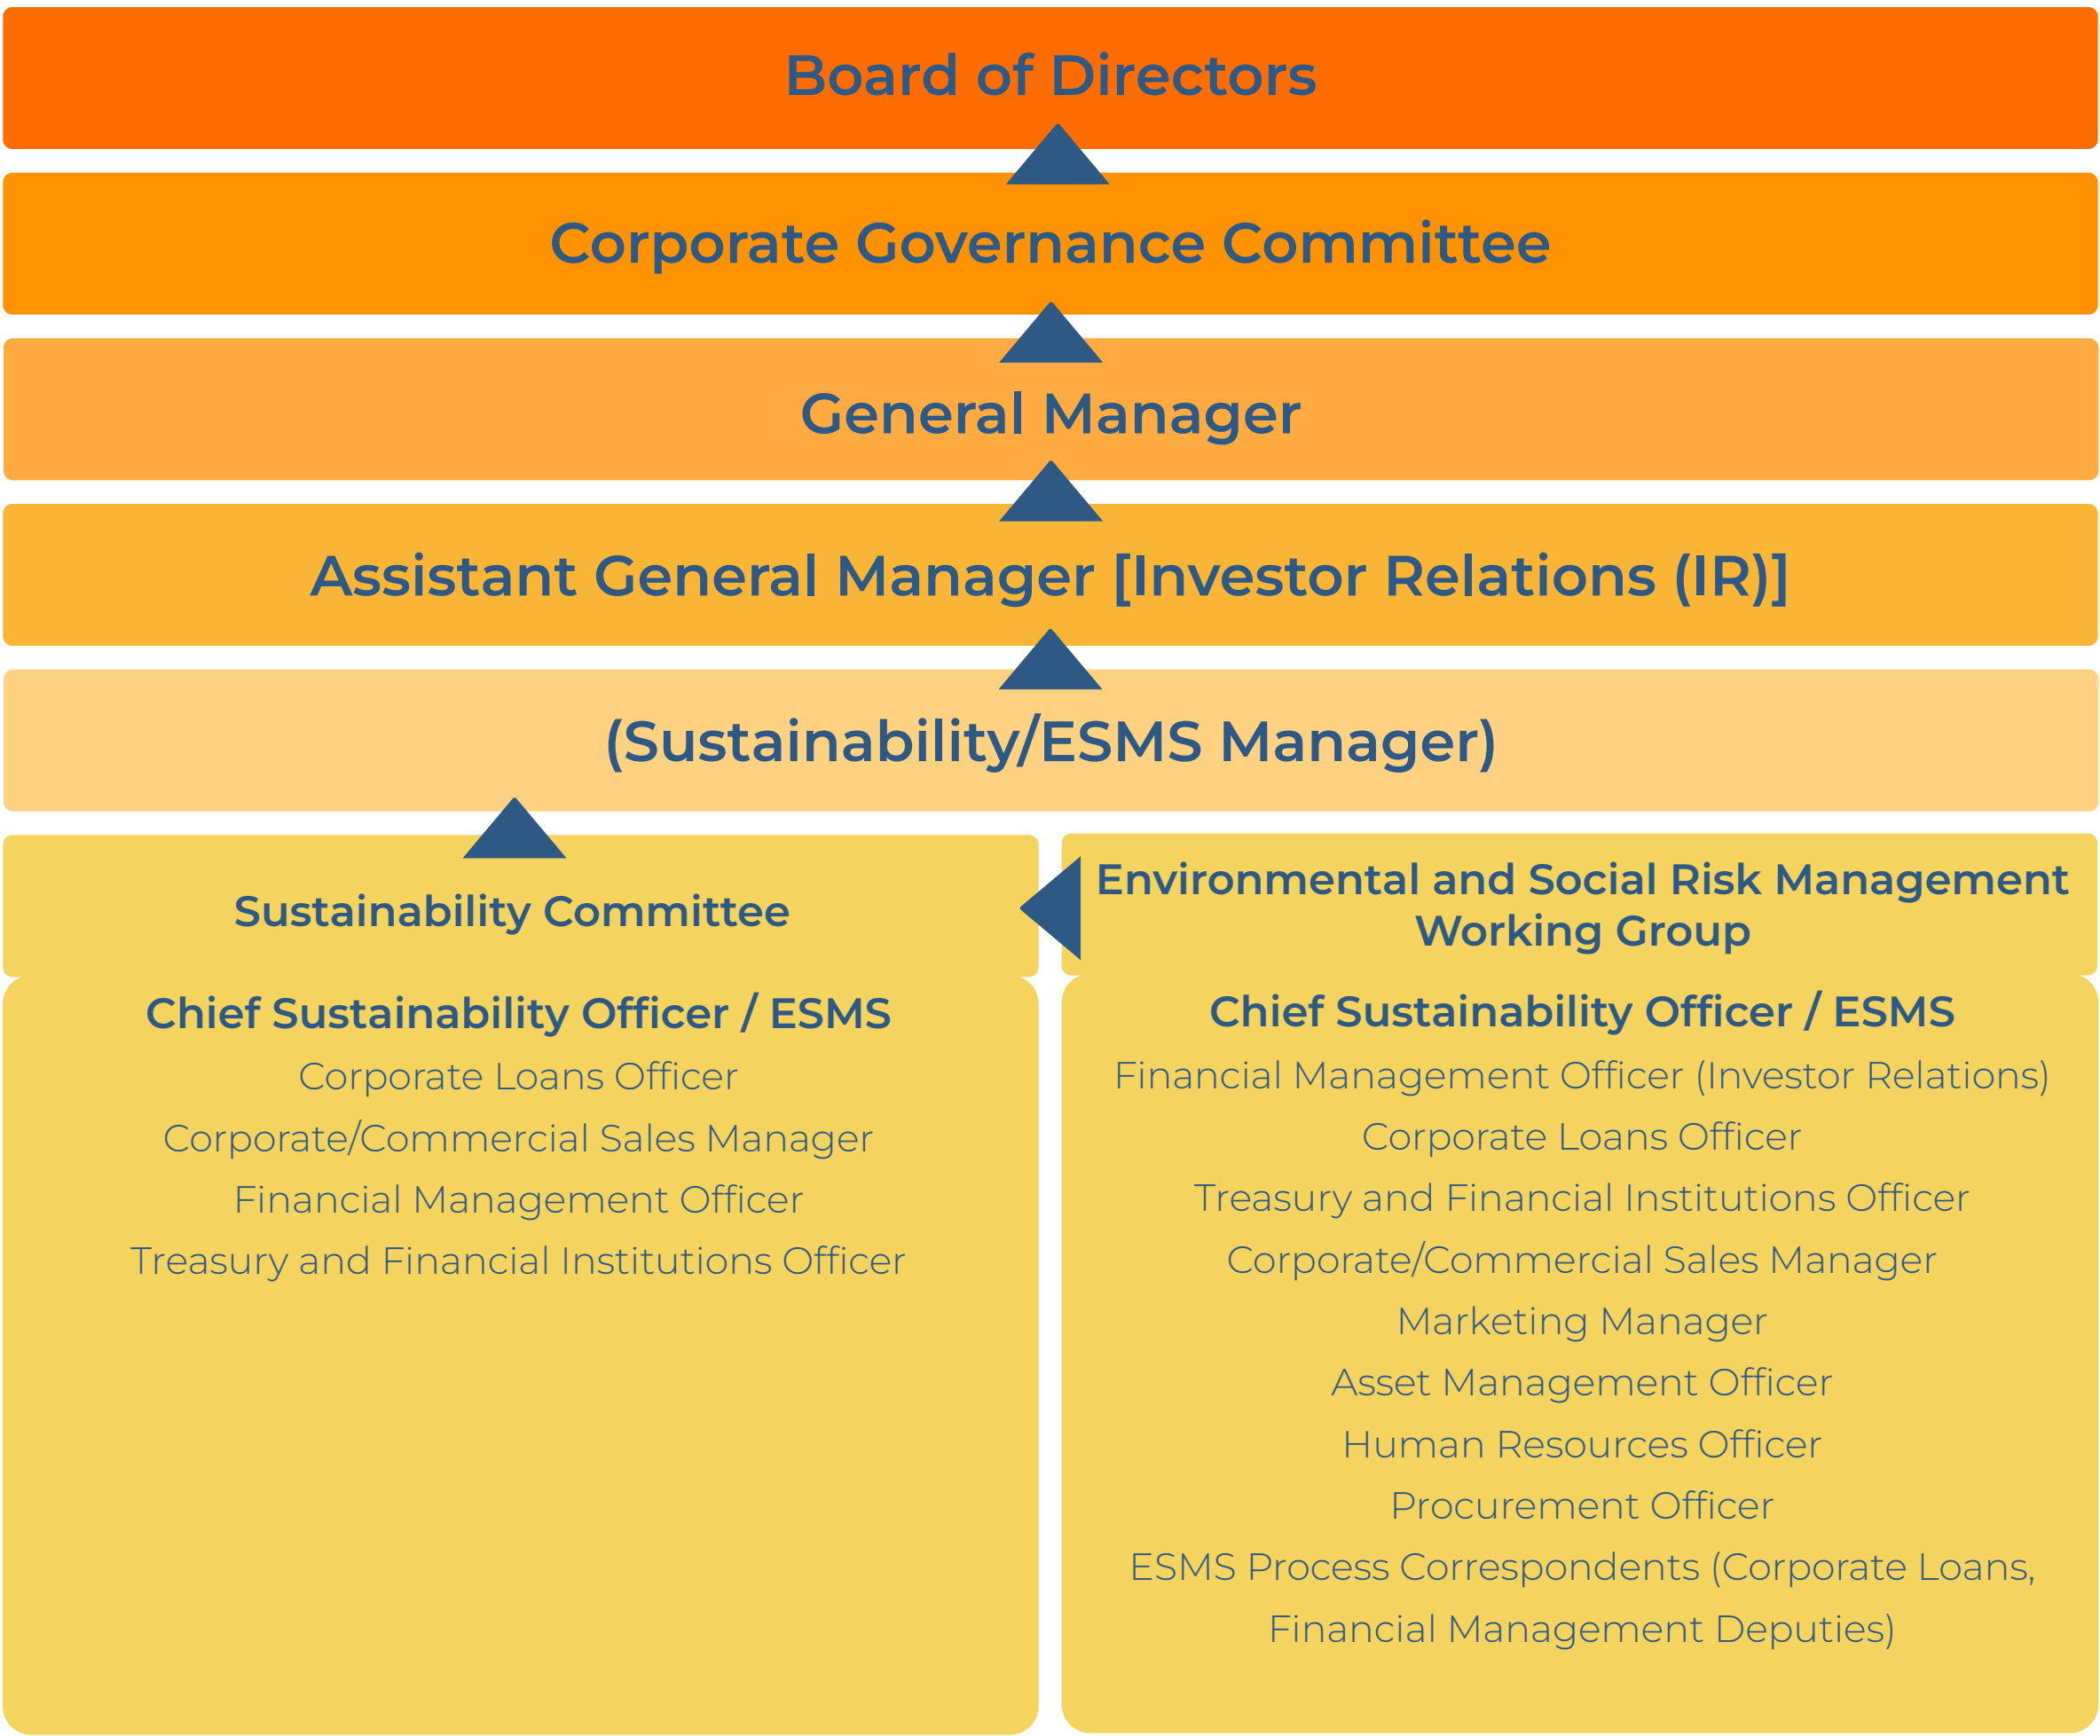 Board of Directors
Corporate Governance Committee
General Manager
Assistant General Manager [Investor Relations (IR)]
(Sustainability/ESMS Manager)
Sustainability Committee
Chief Sustainability Officer / ESMS
Corporate Loans Officer
Corporate/Commercial Sales Manager
Financial Management Officer
Treasury and Financial Institutions Officer
Environmental and Social Risk Management
Working Group
Chief Sustainability Officer / ESMS
Financial Management Officer (Investor Relations)
Corporate Loans Officer
Treasury and Financial Institutions Officer
Corporate/Commercial Sales Manager
Marketing Manager
Asset Management Officer
Human Resources Officer
Procurement Officer
ESMS Process Correspondents (Corporate Loans,
Financial Management Deputies)